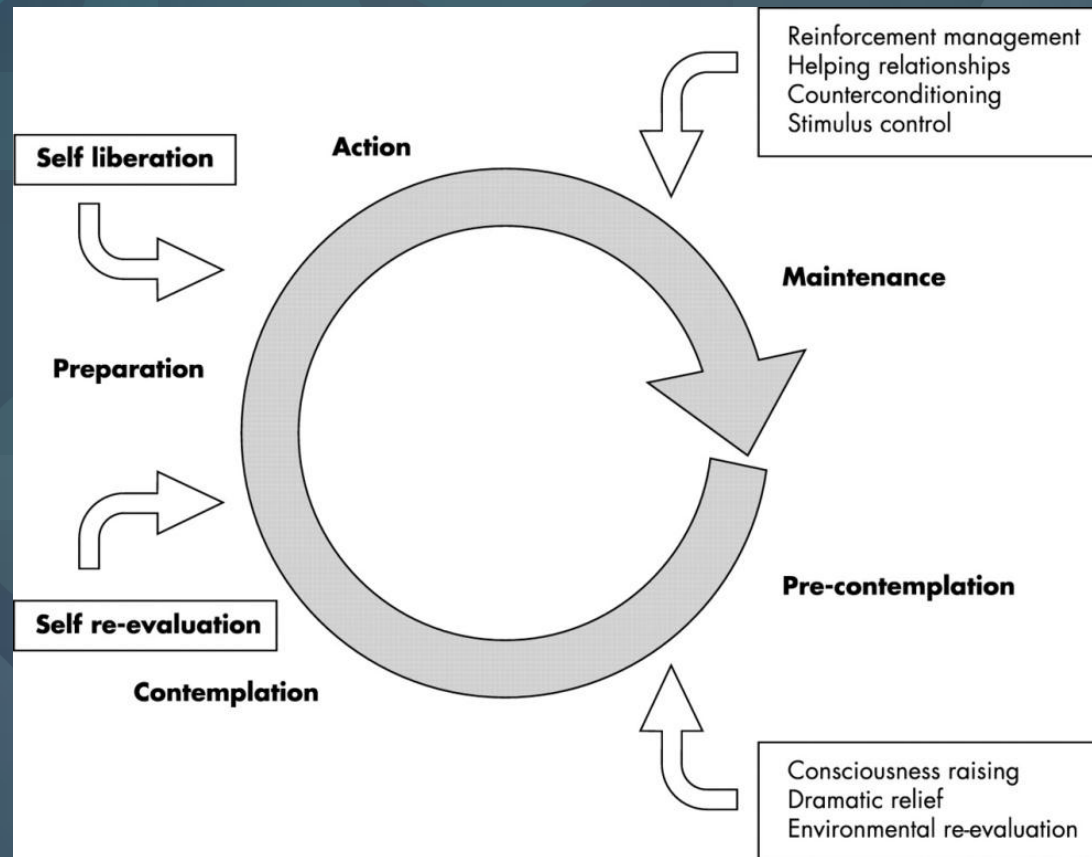 Reinforcement management
Helping relationships
Counterconditioning
Stimulus control
Self liberation
Action
Maintenance
Preparation
Pre-contemplation
Self re-evaluation
Contemplation
Consciousness raising
Dramatic relief
Environmental re-evaluation